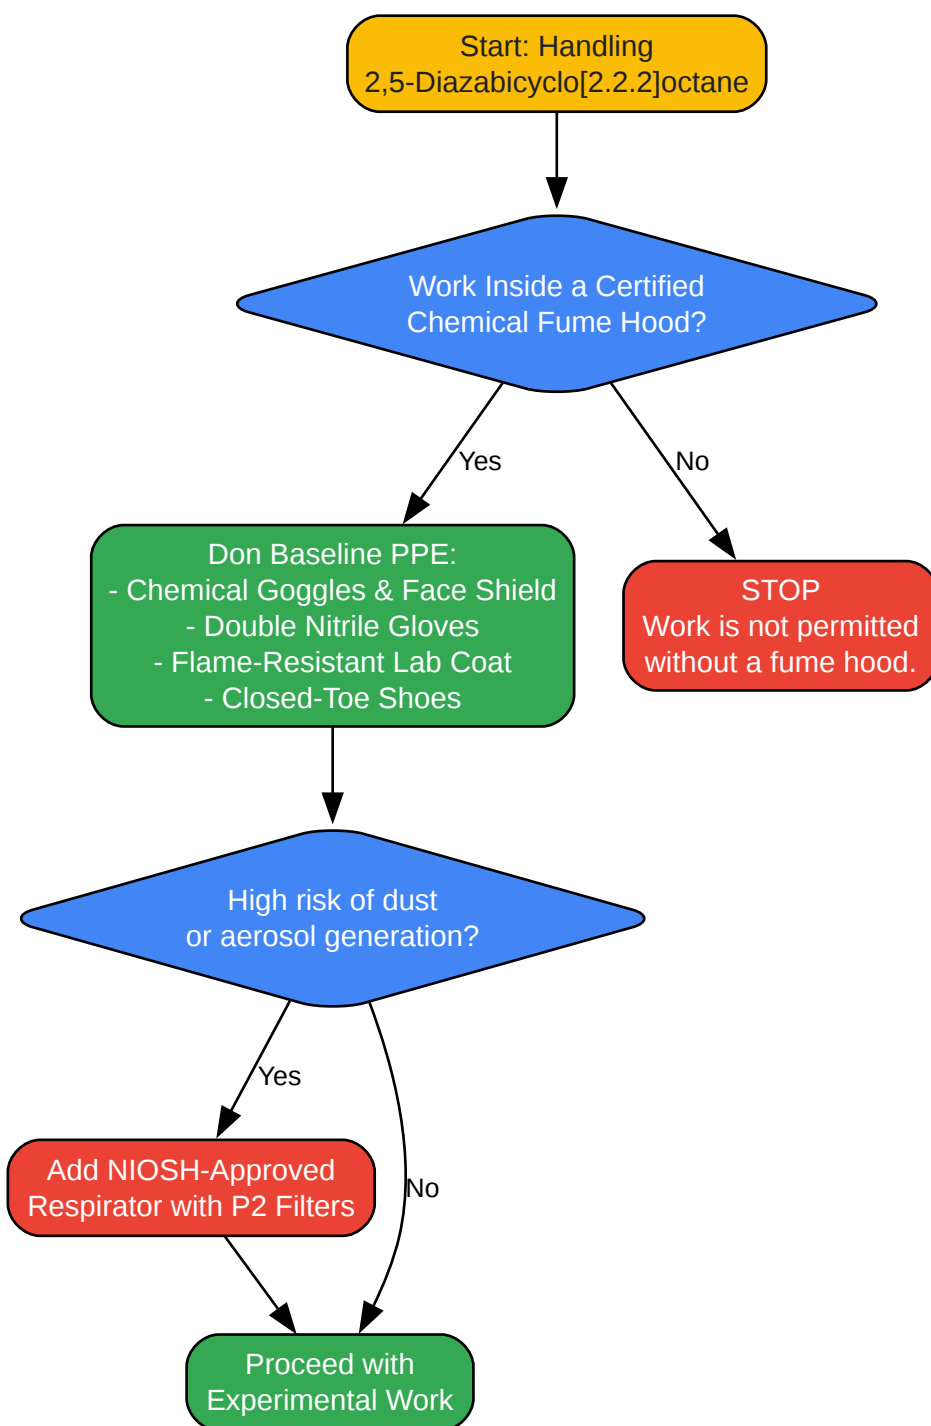 Start: Handling
2,5-Diazabicyclo[2.2.2]octane
Work Inside a Certified
Chemical Fume Hood?
Yes
No
Don Baseline PPE:
- Chemical Goggles & Face Shield
- Double Nitrile Gloves
- Flame-Resistant Lab Coat
- Closed-Toe Shoes
STOP
Work is not permitted
without a fume hood.
High risk of dust
or aerosol generation?
Yes
No
Add NIOSH-Approved
Respirator with P2 Filters
Proceed with
Experimental Work